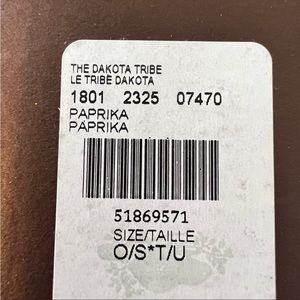 THE DAKOTA TRIBE
LE TRIBE DAKOTA
1801 2325 07470
PAPRIKA
PAPRIKA
51869571
SIZE/TAILLE
O/S*T/U